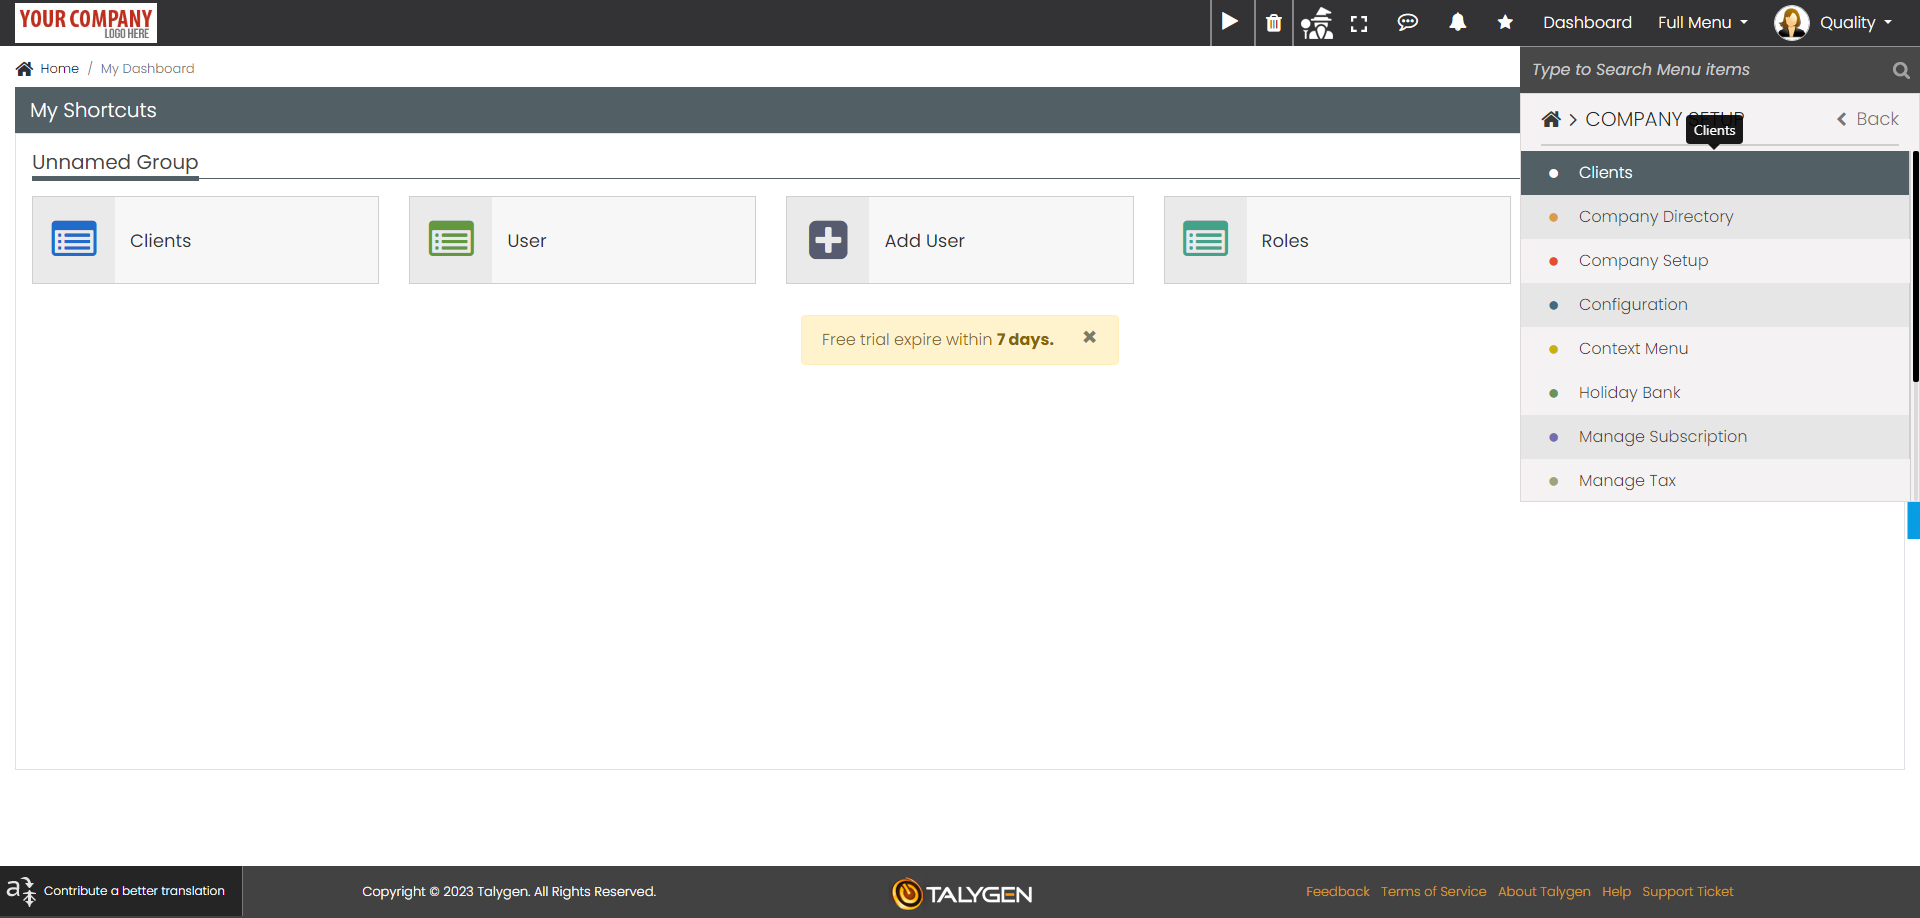 YOUR COMPANY
LOGO HERE
Dashboard
Full Menu
Quality
Home / My Dashboard
Type to Search Menu items
My Shortcuts
COMPANY SETUP
Back
Clients
Unnamed Group
Clients
User
Add User
Roles
Clients
Company Directory
Company Setup
Configuration
Context Menu
Holiday Bank
Manage Subscription
Manage Tax
Free trial expire within 7 days.
Contribute a better translation
Copyright © 2023 Talygen. All Rights Reserved.
TALYGEN
Feedback Terms of Service About Talygen Help Support Ticket